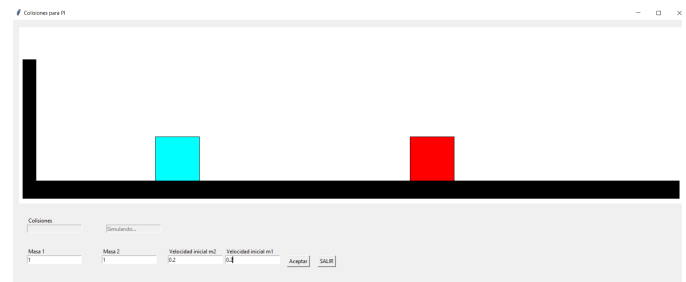 Colisiones para PI
Colisiones
Simulando...
Masa 1
Masa 2
Velocidad inicial m2
Velocidad inicial m1
1
1
0.2
0.2
Aceptar
SALIR